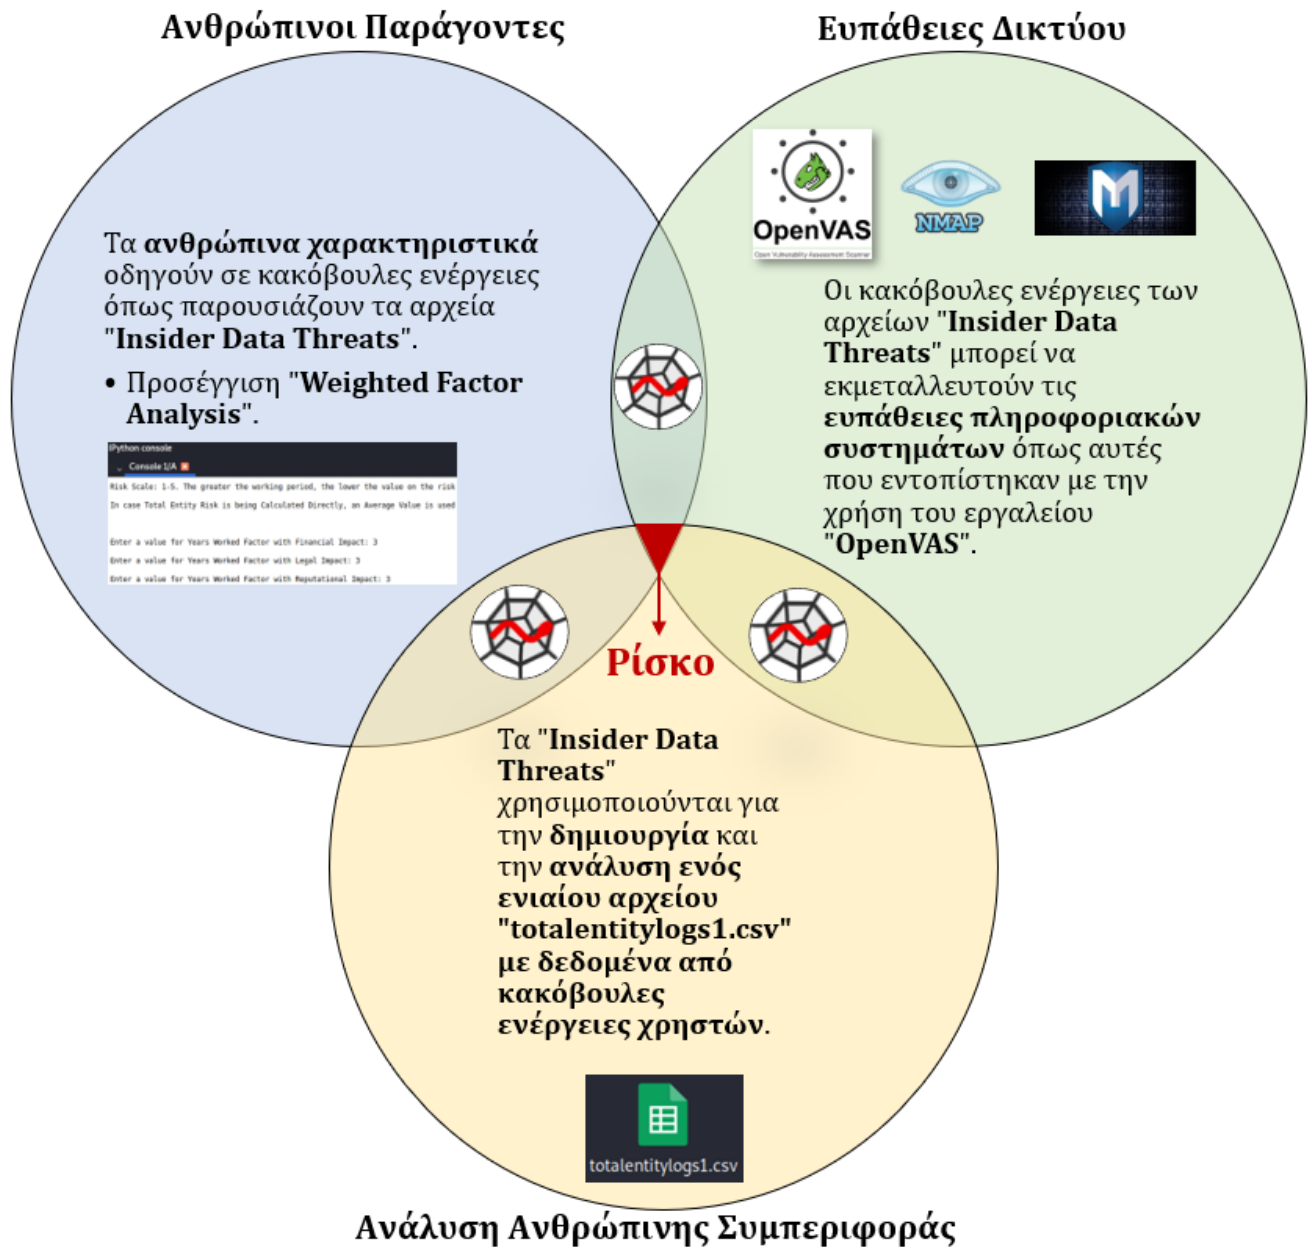 Ανθρώπινοι Παράγοντες
Ευπάθειες Δικτύου
Τα ανθρώπινα χαρακτηριστικά
οδηγούν σε κακόβουλες ενέργειες
όπως παρουσιάζουν τα αρχεία
"Insider Data Threats".
• Προσέγγιση "Weighted Factor
Analysis".
IPython console
Console 1/A
Risk Scale: 1-5. The greater the working period, the lower the value on the risk
In case Total Entity Risk is being Calculated Directly, an Average Value is used
Enter a value for Years Worked Factor with Financial Impact: 3
Enter a value for Years Worked Factor with Legal Impact: 3
Enter a value for Years Worked Factor with Reputational Impact: 3
OpenVAS
Open Vulnerability Assessment Scanner
NMAP
M
Οι κακόβουλες ενέργειες των
αρχείων "Insider Data
Threats" μπορεί να
εκμεταλλευτούν τις
ευπάθειες πληροφοριακών
συστημάτων όπως αυτές
που εντοπίστηκαν με την
χρήση του εργαλείου
"OpenVAS".
Ρίσκο
Τα "Insider Data
Threats"
χρησιμοποιούνται για
την δημιουργία και
την ανάλυση ενός
ενιαίου αρχείου
"totalentitylogs1.csv"
με δεδομένα από
κακόβουλες
ενέργειες χρηστών.
totalentitylogs1.csv
Ανάλυση Ανθρώπινης Συμπεριφοράς